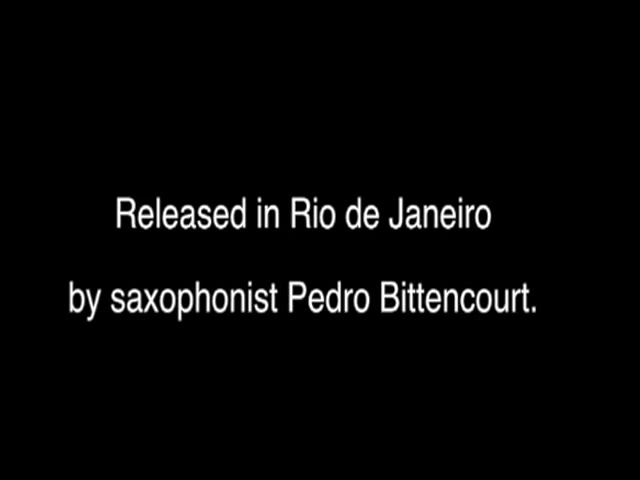 Released in Rio de Janeiro
by saxophonist Pedro Bittencourt.